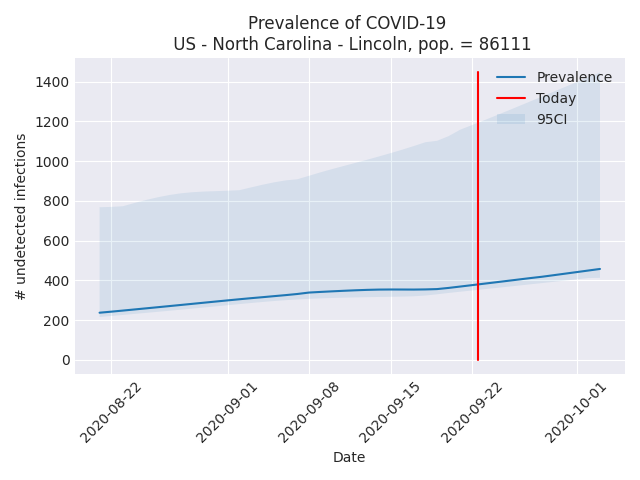 Prevalence of COVID-19
US - North Carolina - Lincoln, pop. = 86111
1400
1200
1000
800
600
400
200
0
# undetected infections
Prevalence
Today
95CI
2020-08-22
2020-09-01
2020-09-08
2020-09-15
2020-09-22
2020-10-01
Date